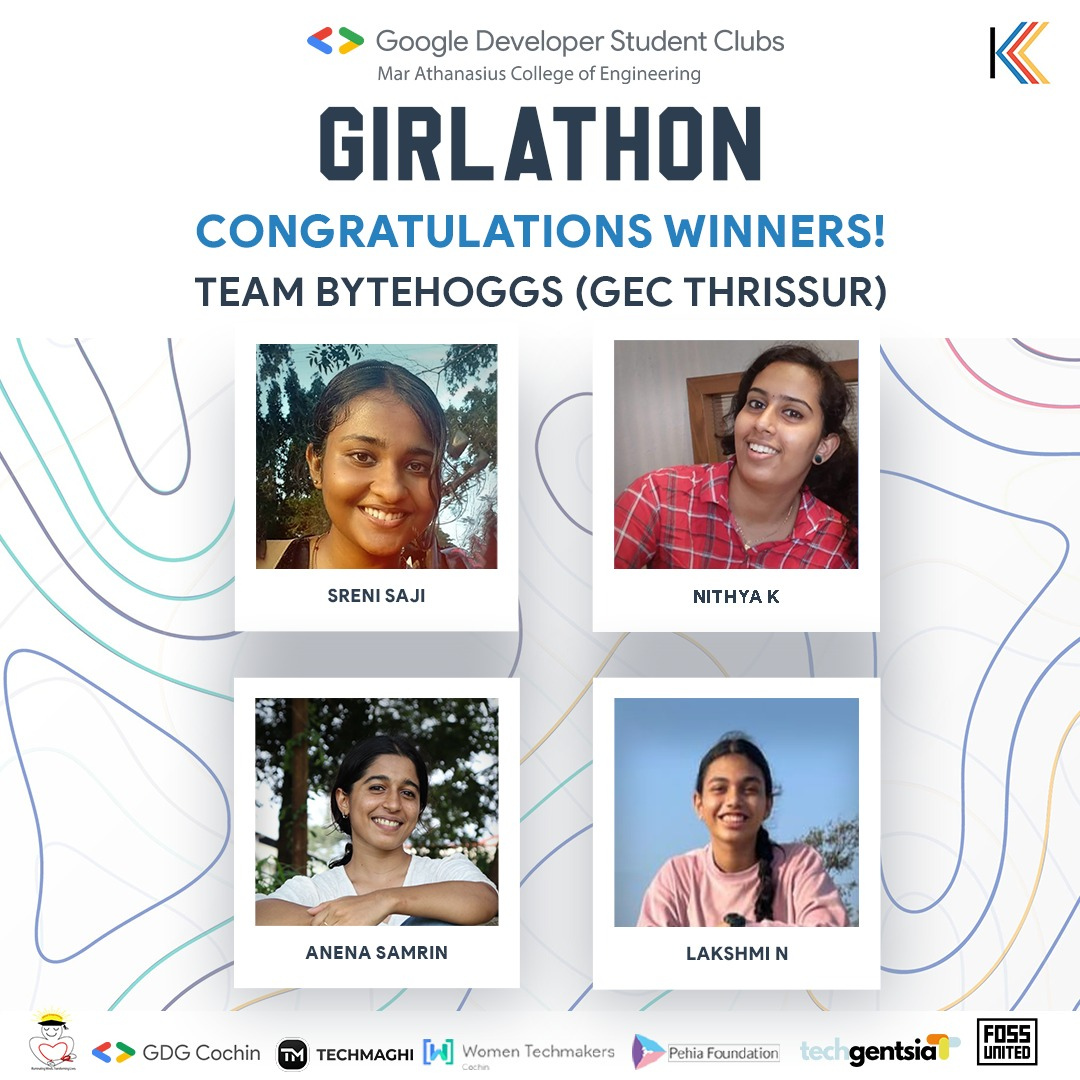 Google Developer Student Clubs
Mar Athanasius College of Engineering
GIRLATHON
CONGRATULATIONS WINNERS!
TEAM BYTEHOGGS (GEC THRISSUR)
SRENI SAJI
NITHYA K
ANENA SAMRIN
LAKSHMI N
GDG Cochin
TM TECHMAGHI
Women Techmakers
Cochin
Pehia Foundation
techgentsia
FOSS
UNITED